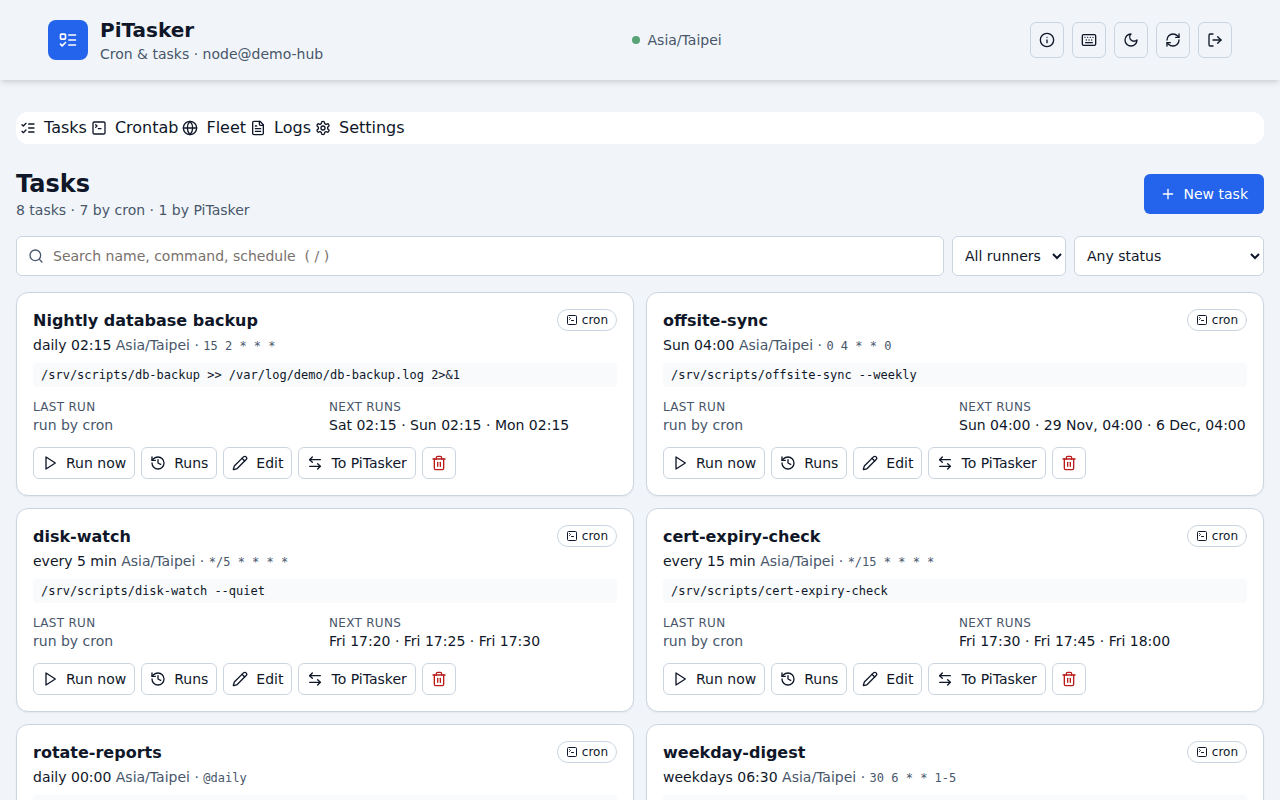 PiTasker
Cron & tasks · node@demo-hub
Asia/Taipei
Tasks Crontab Fleet Logs Settings
Tasks
8 tasks · 7 by cron · 1 by PiTasker
New task
Search name, command, schedule ( / )
All runners
Any status
Nightly database backup
cron
daily 02:15 Asia/Taipei · 15 2 * * *
/srv/scripts/db-backup >> /var/log/demo/db-backup.log 2>&1
LAST RUN
run by cron
NEXT RUNS
Sat 02:15 · Sun 02:15 · Mon 02:15
Run now Runs Edit To PiTasker
offsite-sync
cron
Sun 04:00 Asia/Taipei · 0 4 * * 0
/srv/scripts/offsite-sync --weekly
LAST RUN
run by cron
NEXT RUNS
Sun 04:00 · 29 Nov, 04:00 · 6 Dec, 04:00
Run now Runs Edit To PiTasker
disk-watch
cron
every 5 min Asia/Taipei · */5 * * * *
/srv/scripts/disk-watch --quiet
LAST RUN
run by cron
NEXT RUNS
Fri 17:20 · Fri 17:25 · Fri 17:30
Run now Runs Edit To PiTasker
cert-expiry-check
cron
every 15 min Asia/Taipei · */15 * * * *
/srv/scripts/cert-expiry-check
LAST RUN
run by cron
NEXT RUNS
Fri 17:30 · Fri 17:45 · Fri 18:00
Run now Runs Edit To PiTasker
rotate-reports
cron
daily 00:00 Asia/Taipei · @daily
weekday-digest
cron
weekdays 06:30 Asia/Taipei · 30 6 * * 1-5